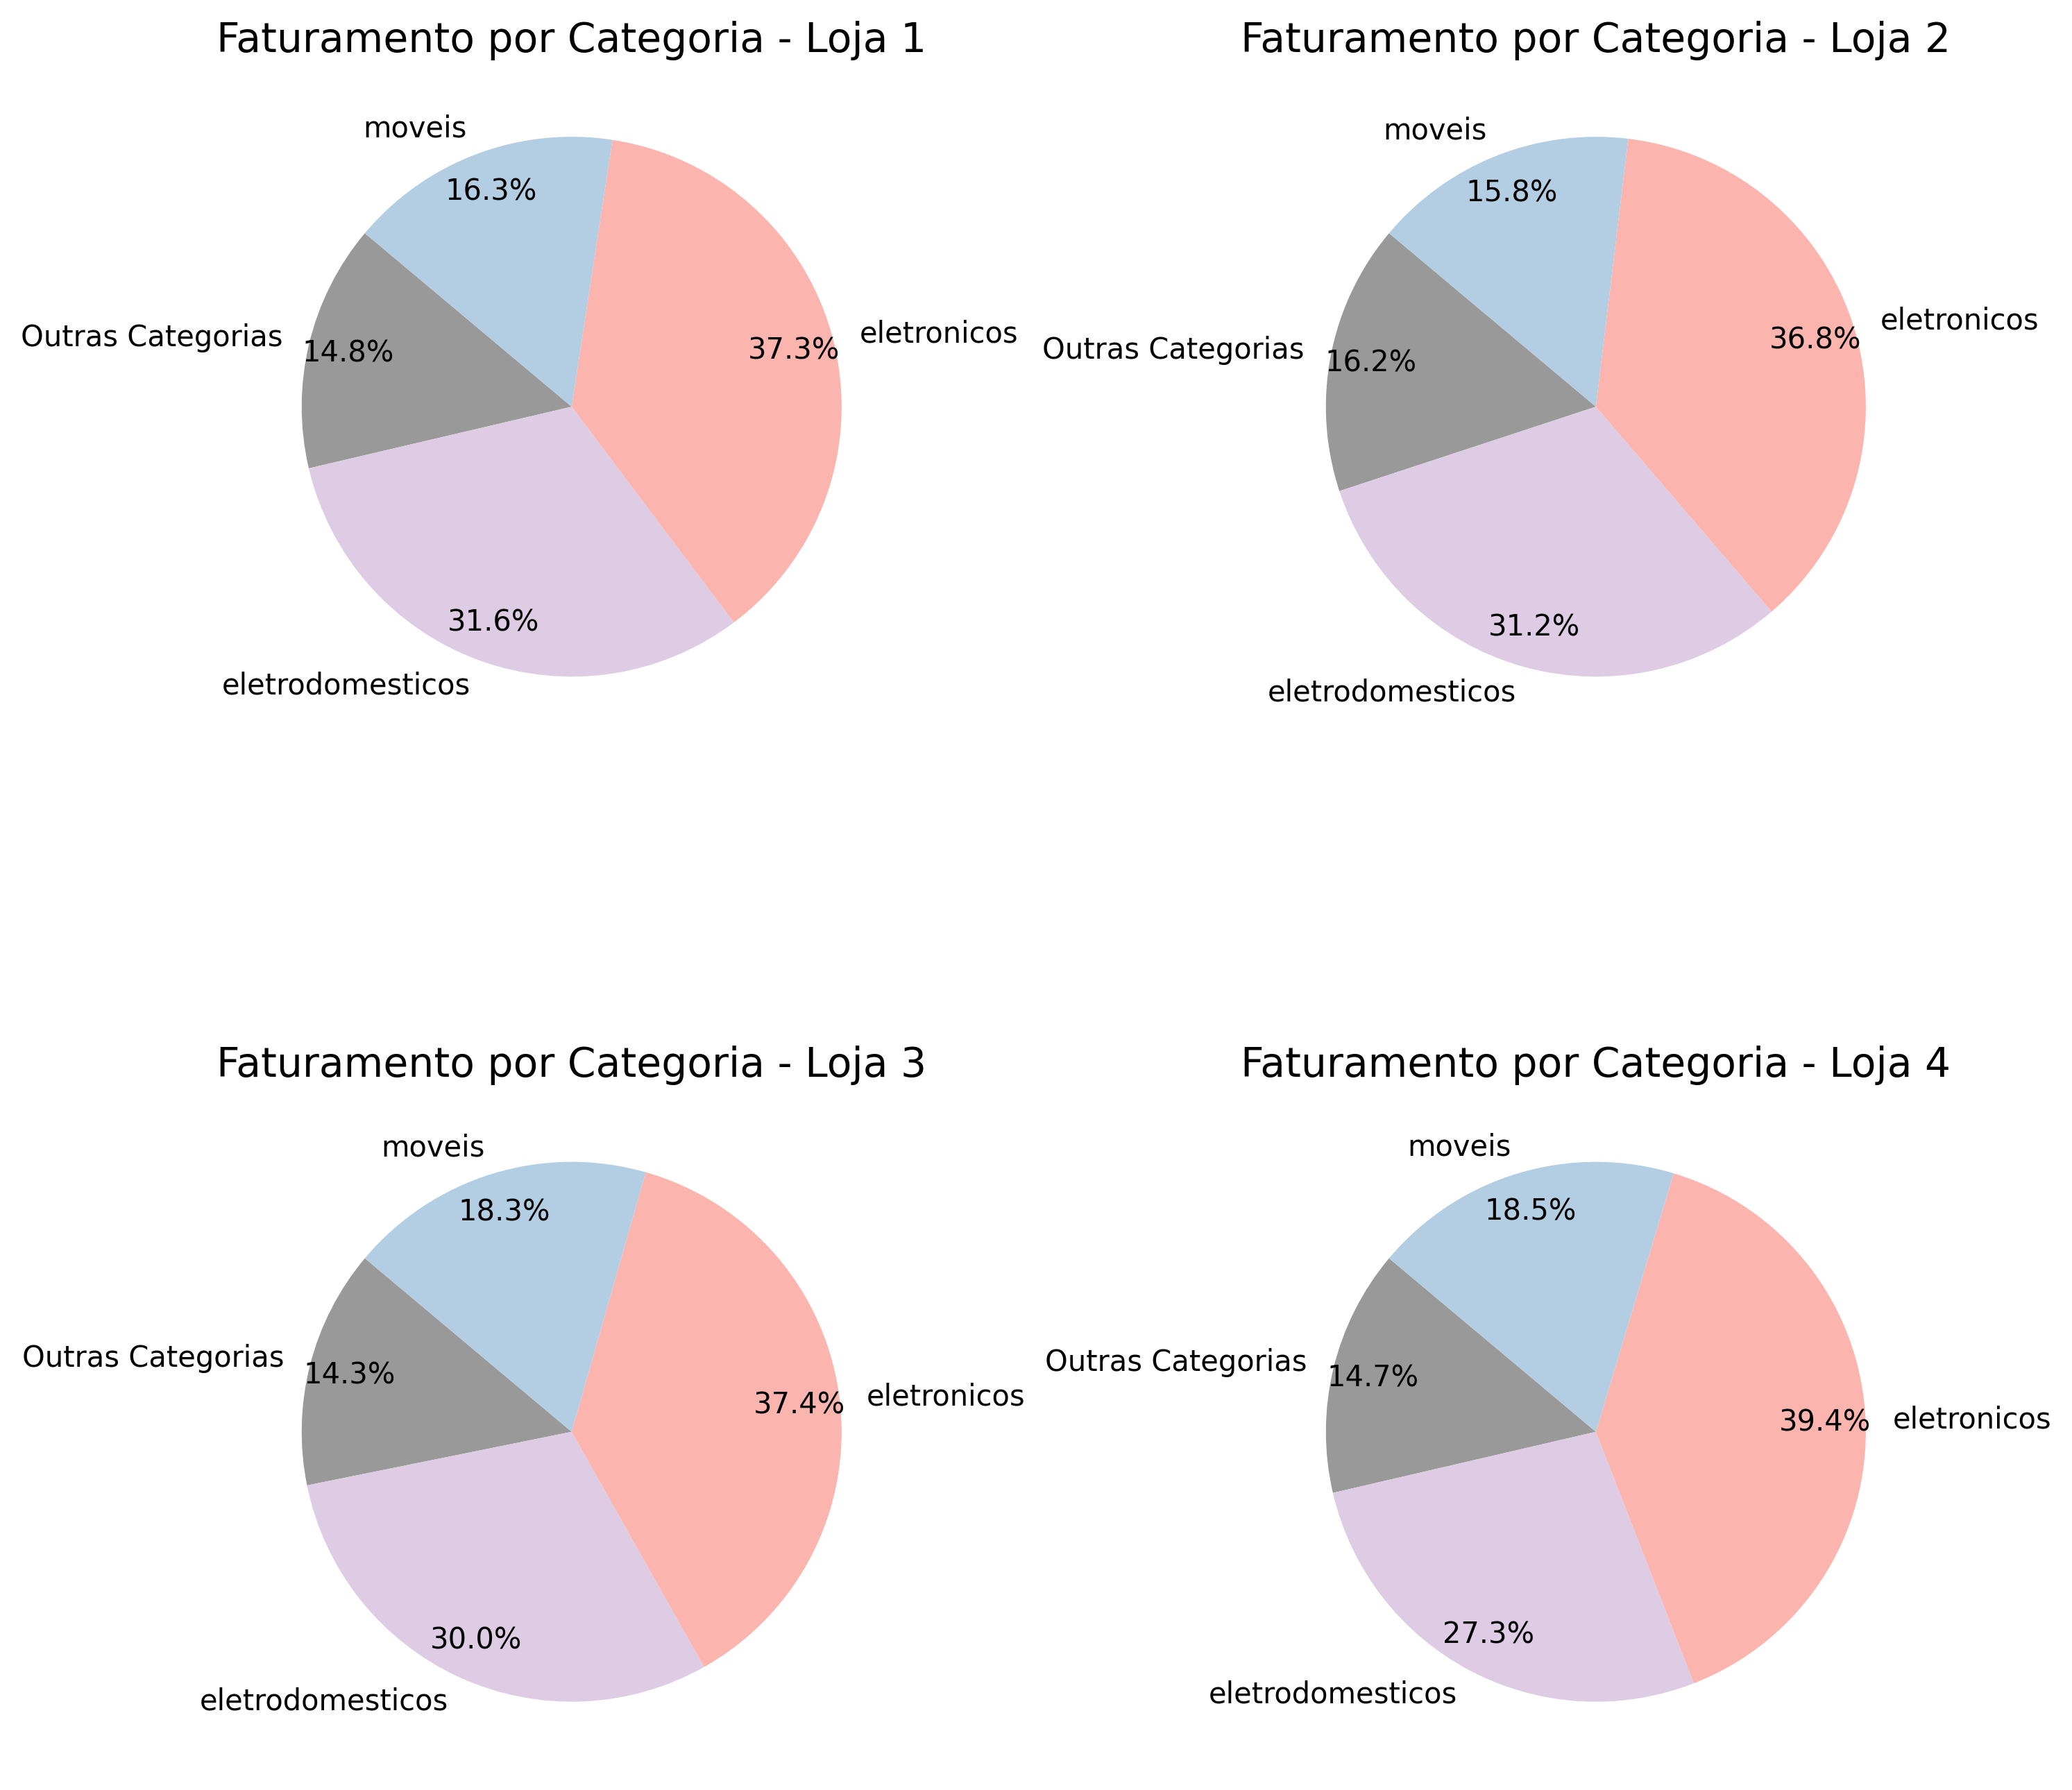 Faturamento por Categoria - Loja 1
moveis
16.3%
Outras Categorias
14.8%
37.3%
eletronicos
31.6%
eletrodomesticos
Faturamento por Categoria - Loja 2
moveis
15.8%
Outras Categorias
16.2%
36.8%
eletronicos
31.2%
eletrodomesticos
Faturamento por Categoria - Loja 3
moveis
18.3%
Outras Categorias
14.3%
37.4%
eletronicos
30.0%
eletrodomesticos
Faturamento por Categoria - Loja 4
moveis
18.5%
Outras Categorias
14.7%
39.4%
eletronicos
27.3%
eletrodomesticos